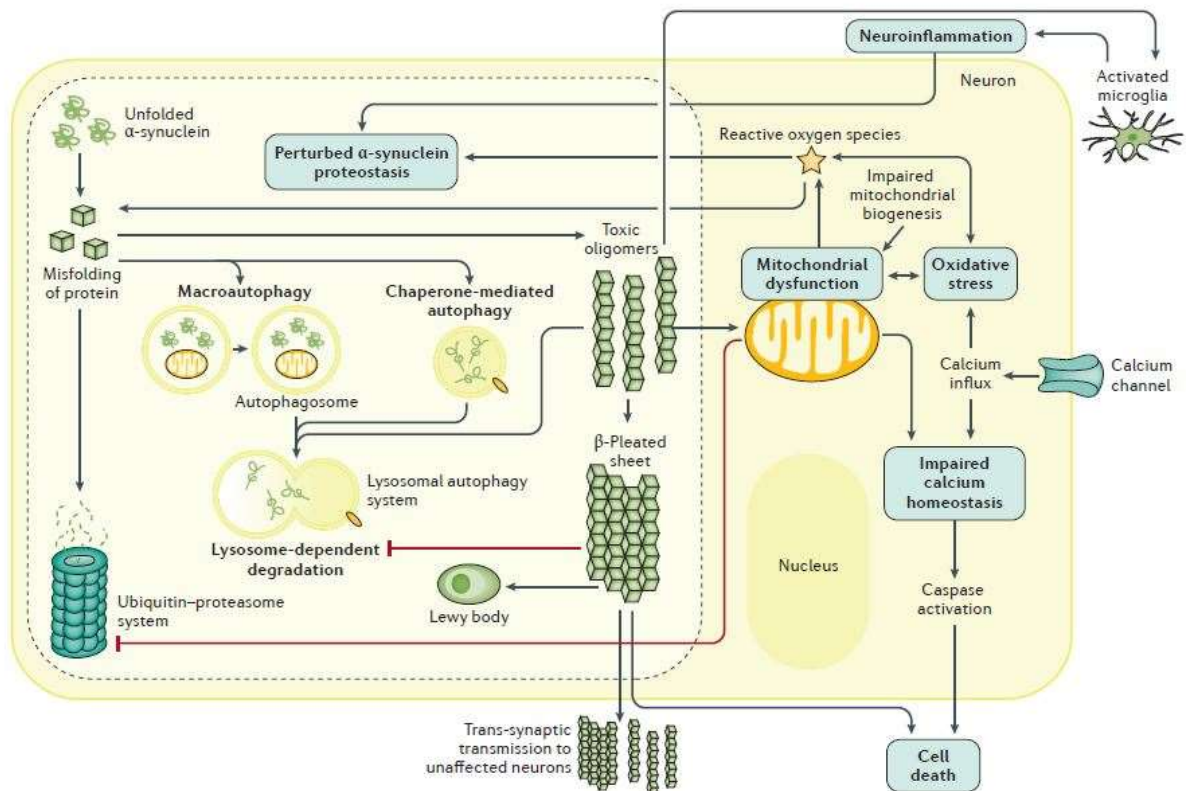 Neuroinflammation
Neuron
Activated
microglia
Unfolded
α-synuclein
Perturbed α-synuclein
proteostasis
Reactive oxygen species
Impaired
mitochondrial
biogenesis
Misfolding
of protein
Toxic
oligomers
Mitochondrial
dysfunction
Oxidative
stress
Macroautophagy
Chaperone-mediated
autophagy
Autophagosome
Calcium
influx
Calcium
channel
β-Pleated
sheet
Lysosomal autophagy
system
Impaired
calcium
homeostasis
Lysosome-dependent
degradation
Nucleus
Ubiquitin–proteasome
system
Lewy body
Caspase
activation
Trans-synaptic
transmission to
unaffected neurons
Cell
death